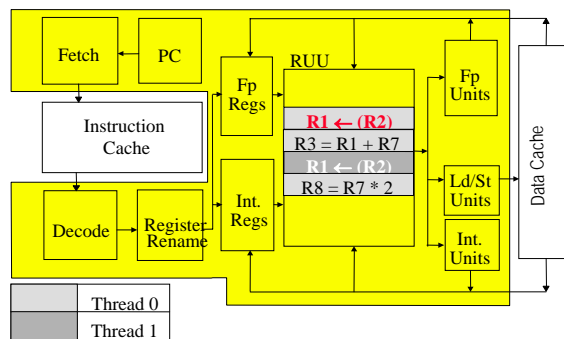 Fetch
PC
Instruction
Cache
Decode
Register
Rename
Fp
Regs
Int.
Regs
RUU
R1 ← (R2)
R3 = R1 + R7
R1 ← (R2)
R8 = R7 * 2
Fp
Units
Ld/St
Units
Int.
Units
Data Cache
Thread 0
Thread 1